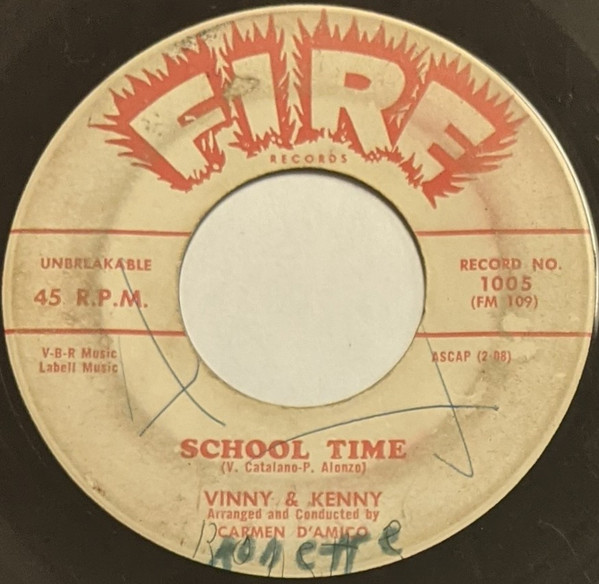 FIRE
RECORDS
UNBREAKABLE
45 R.P.M.
RECORD NO.
1005
(FM 109)
V-B-R Music
Labell Music
ASCAP (2:08)
SCHOOL TIME
(V. Catalano-P. Alonzo)
VINNY & KENNY
Arranged and Conducted by
CARMEN D'AMICO